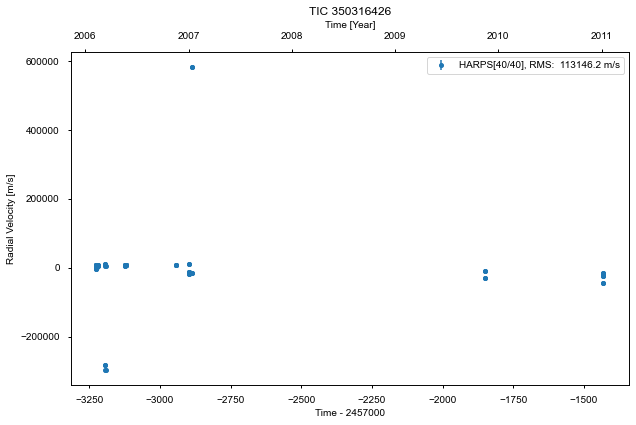 TIC 350316426
Time [Year]
2006 2007 2008 2009 2010 2011
HARPS[40/40], RMS: 113146.2 m/s
Radial Velocity [m/s]
600000
400000
200000
0
−200000
−3250 −3000 −2750 −2500 −2250 −2000 −1750 −1500
Time - 2457000